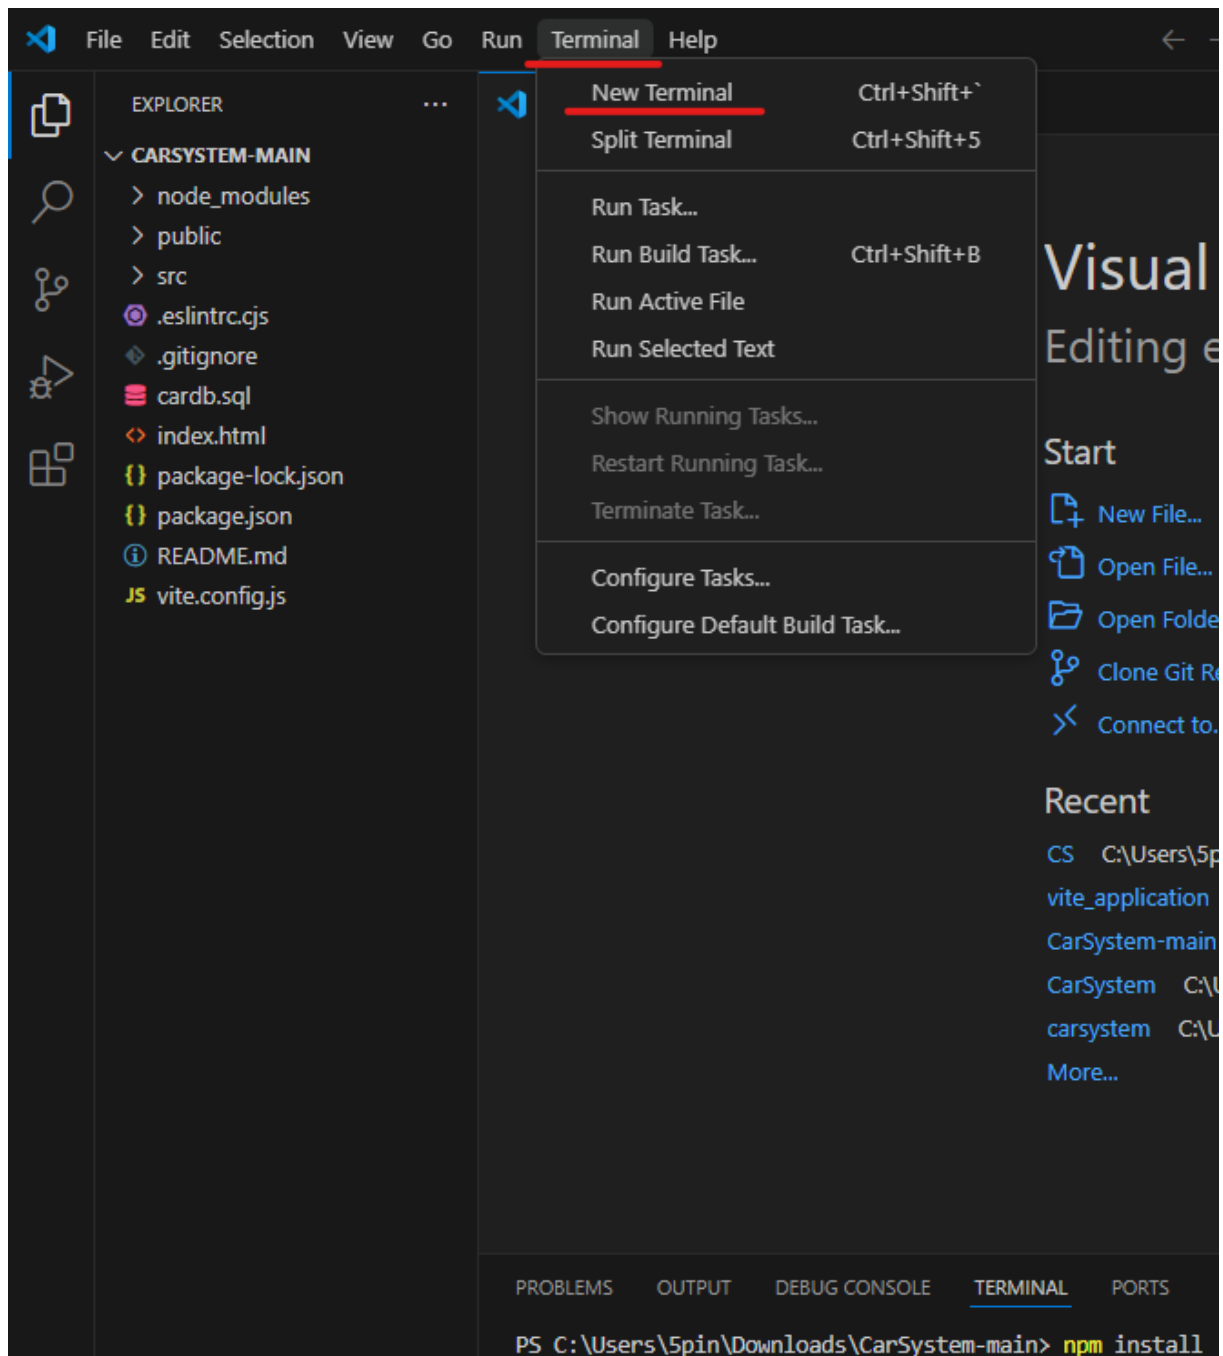 File Edit Selection View Go Run Terminal Help
EXPLORER
CARSYSTEM-MAIN
node_modules
public
src
.eslintrc.cjs
.gitignore
cardb.sql
index.html
package-lock.json
package.json
README.md
JS vite.config.js
New Terminal Ctrl+Shift+`
Split Terminal Ctrl+Shift+5
Run Task...
Run Build Task... Ctrl+Shift+B
Run Active File
Run Selected Text
Show Running Tasks...
Restart Running Task...
Terminate Task...
Configure Tasks...
Configure Default Build Task...
Visual
Editing
Start
New File...
Open File...
Open Folde
Clone Git Re
Connect to.
Recent
CS C:\Users\5p
vite_application
CarSystem-main
CarSystem C:\U
carsystem C:\U
More...
PROBLEMS OUTPUT DEBUG CONSOLE TERMINAL PORTS
PS C:\Users\5pin\Downloads\CarSystem-main> npm install